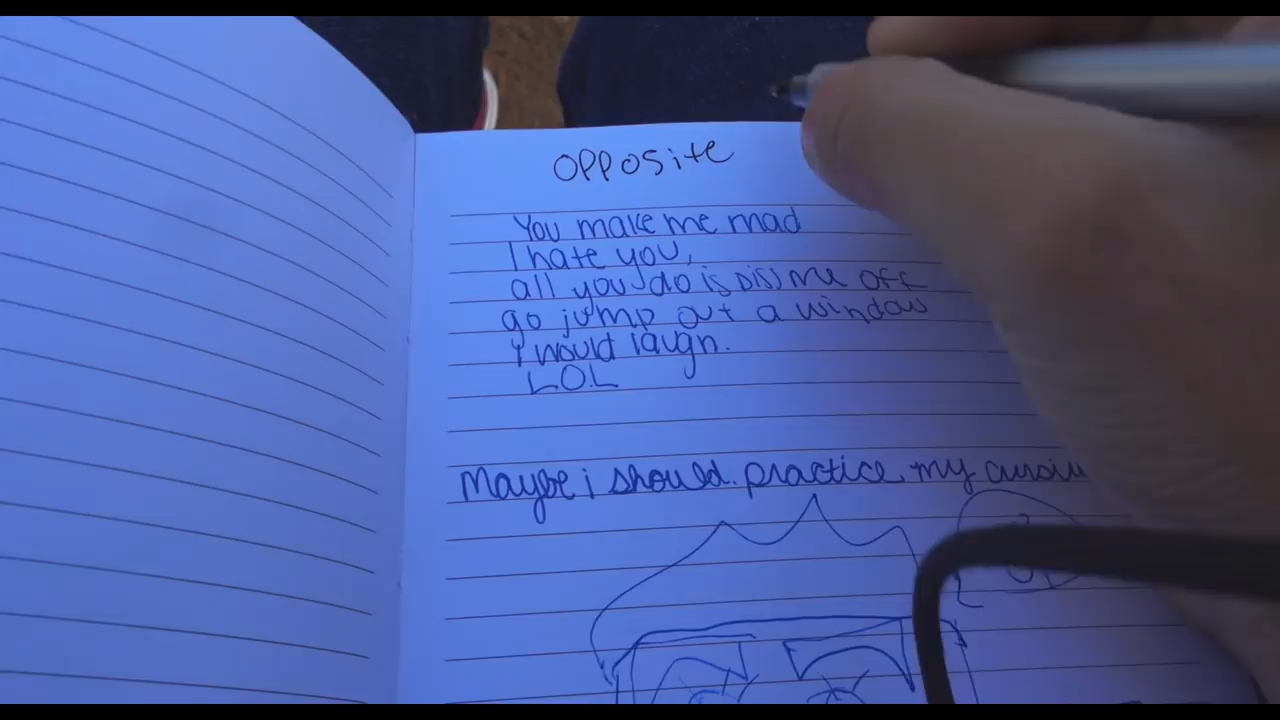 OPPOSITE
You make me mad
I hate you,
all you do is piss me off
go jump out a window
I would laugh.
L.O.L
Maybe i should practice my